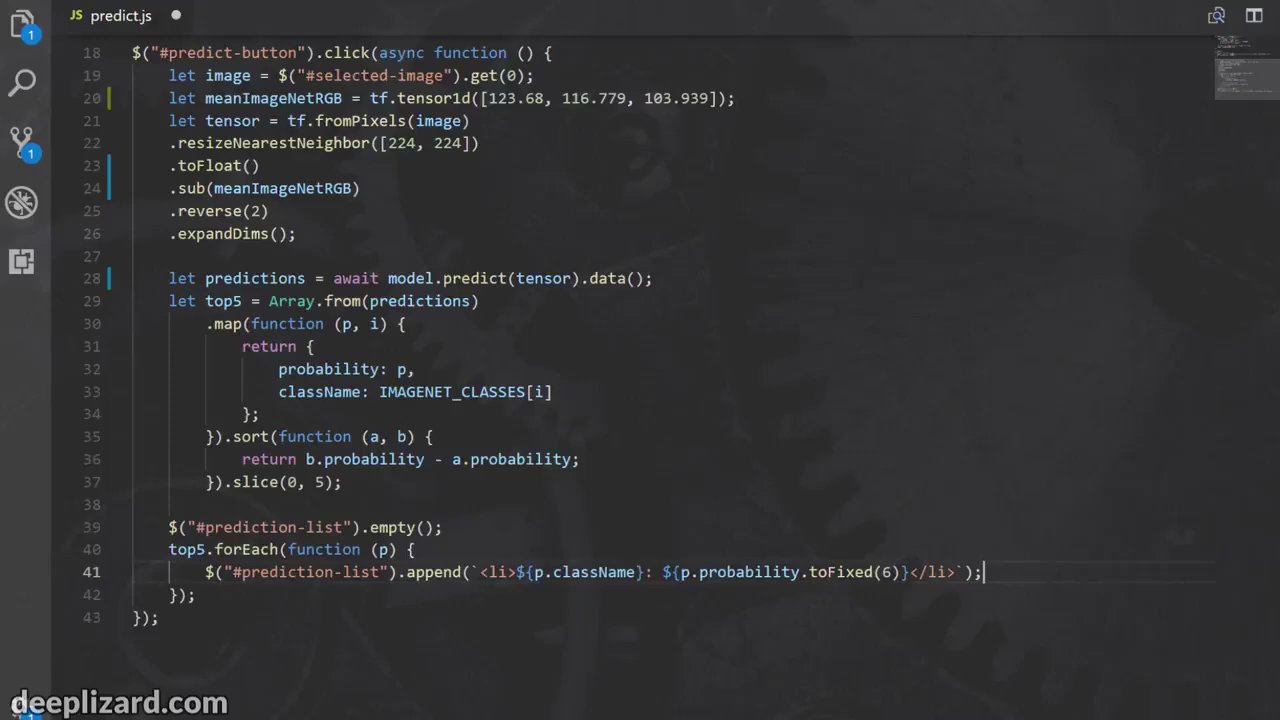 JS predict.js
18 $("#predict-button").click(async function () {
19 let image = $("#selected-image").get(0);
20 let meanImageNetRGB = tf.tensor1d([123.68, 116.779, 103.939]);
21 let tensor = tf.fromPixels(image)
22 .resizeNearestNeighbor([224, 224])
23 .toFloat()
24 .sub(meanImageNetRGB)
25 .reverse(2)
26 .expandDims();
27
28 let predictions = await model.predict(tensor).data();
29 let top5 = Array.from(predictions)
30 .map(function (p, i) {
31 return {
32 probability: p,
33 className: IMAGENET_CLASSES[i]
34 };
35 }).sort(function (a, b) {
36 return b.probability - a.probability;
37 }).slice(0, 5);
38
39 $("#prediction-list").empty();
40 top5.forEach(function (p) {
41 $("#prediction-list").append(`<li>${p.className}: ${p.probability.toFixed(6)}</li>`);
42 });
43 });
1
1
deeplizard.com